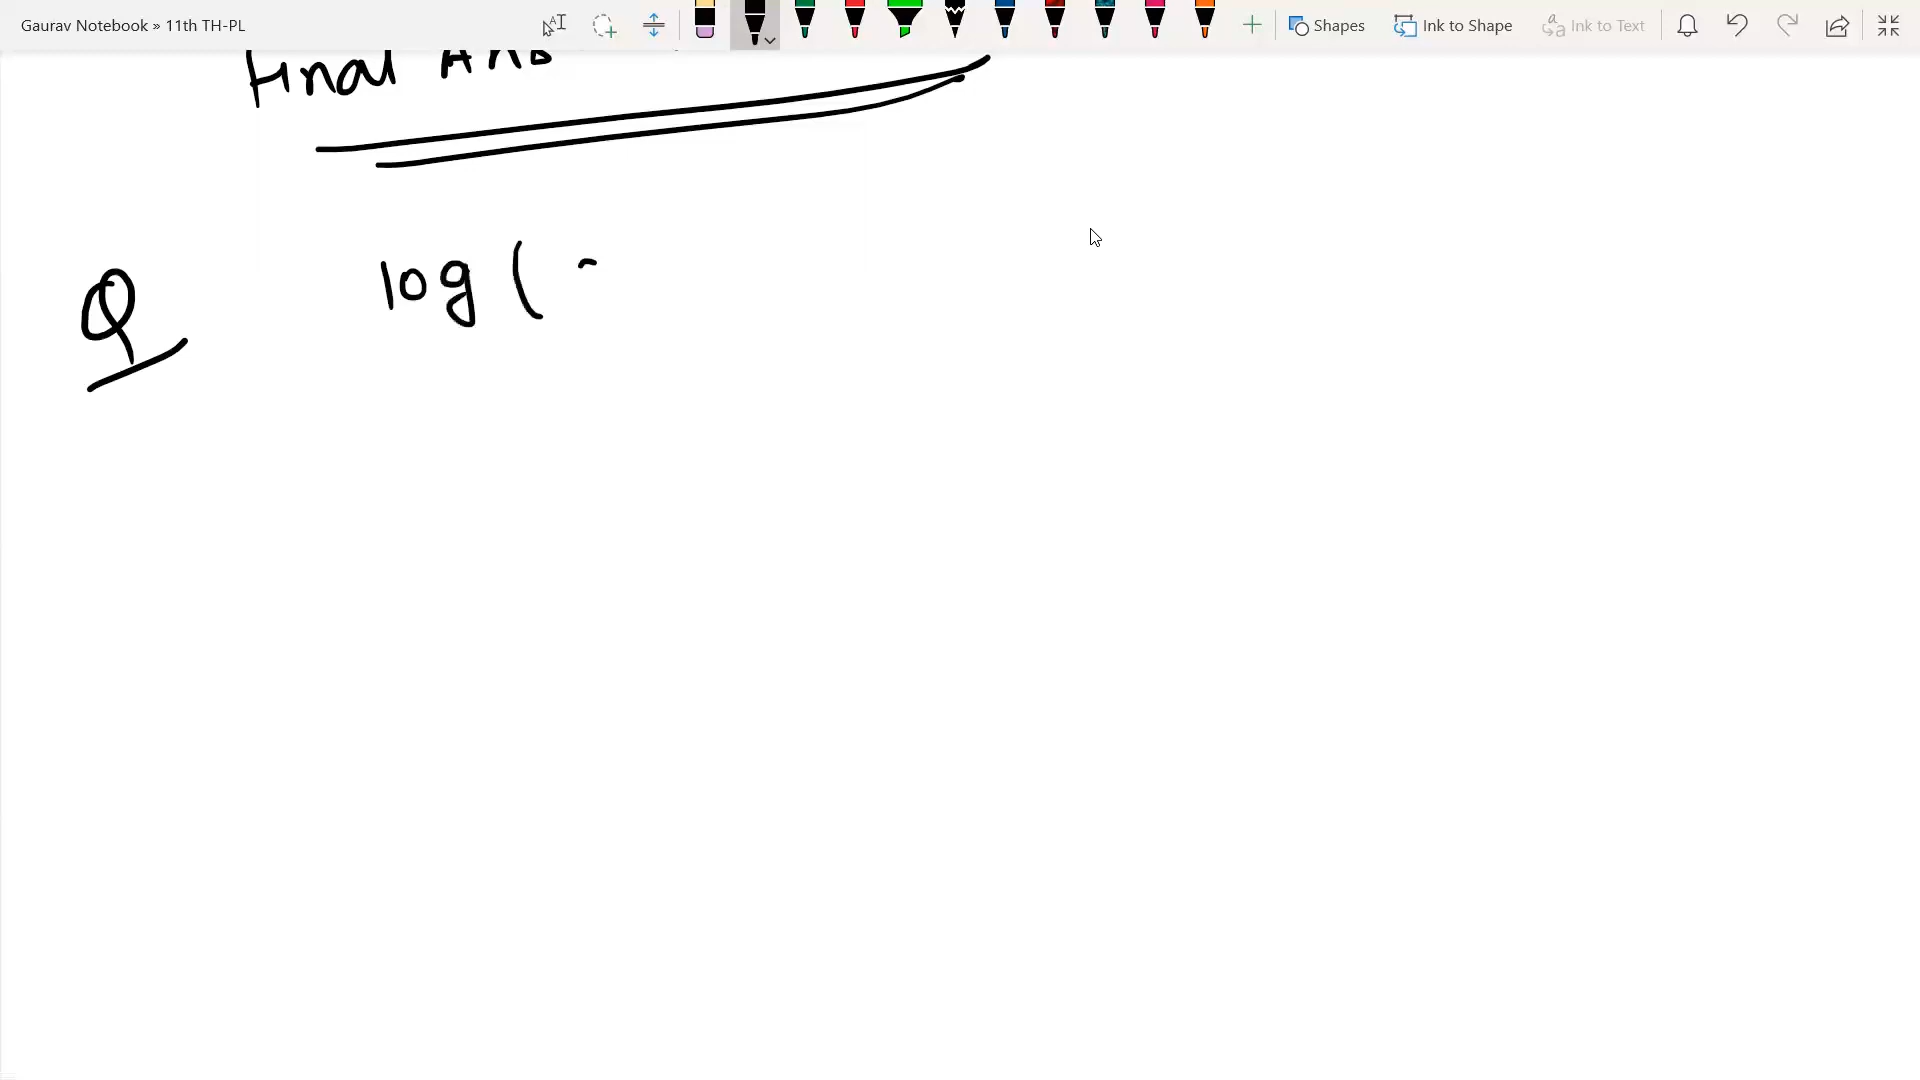 Gaurav Notebook » 11th TH-PL
Shapes
Ink to Shape
Ink to Text
Final Ans
Q log (